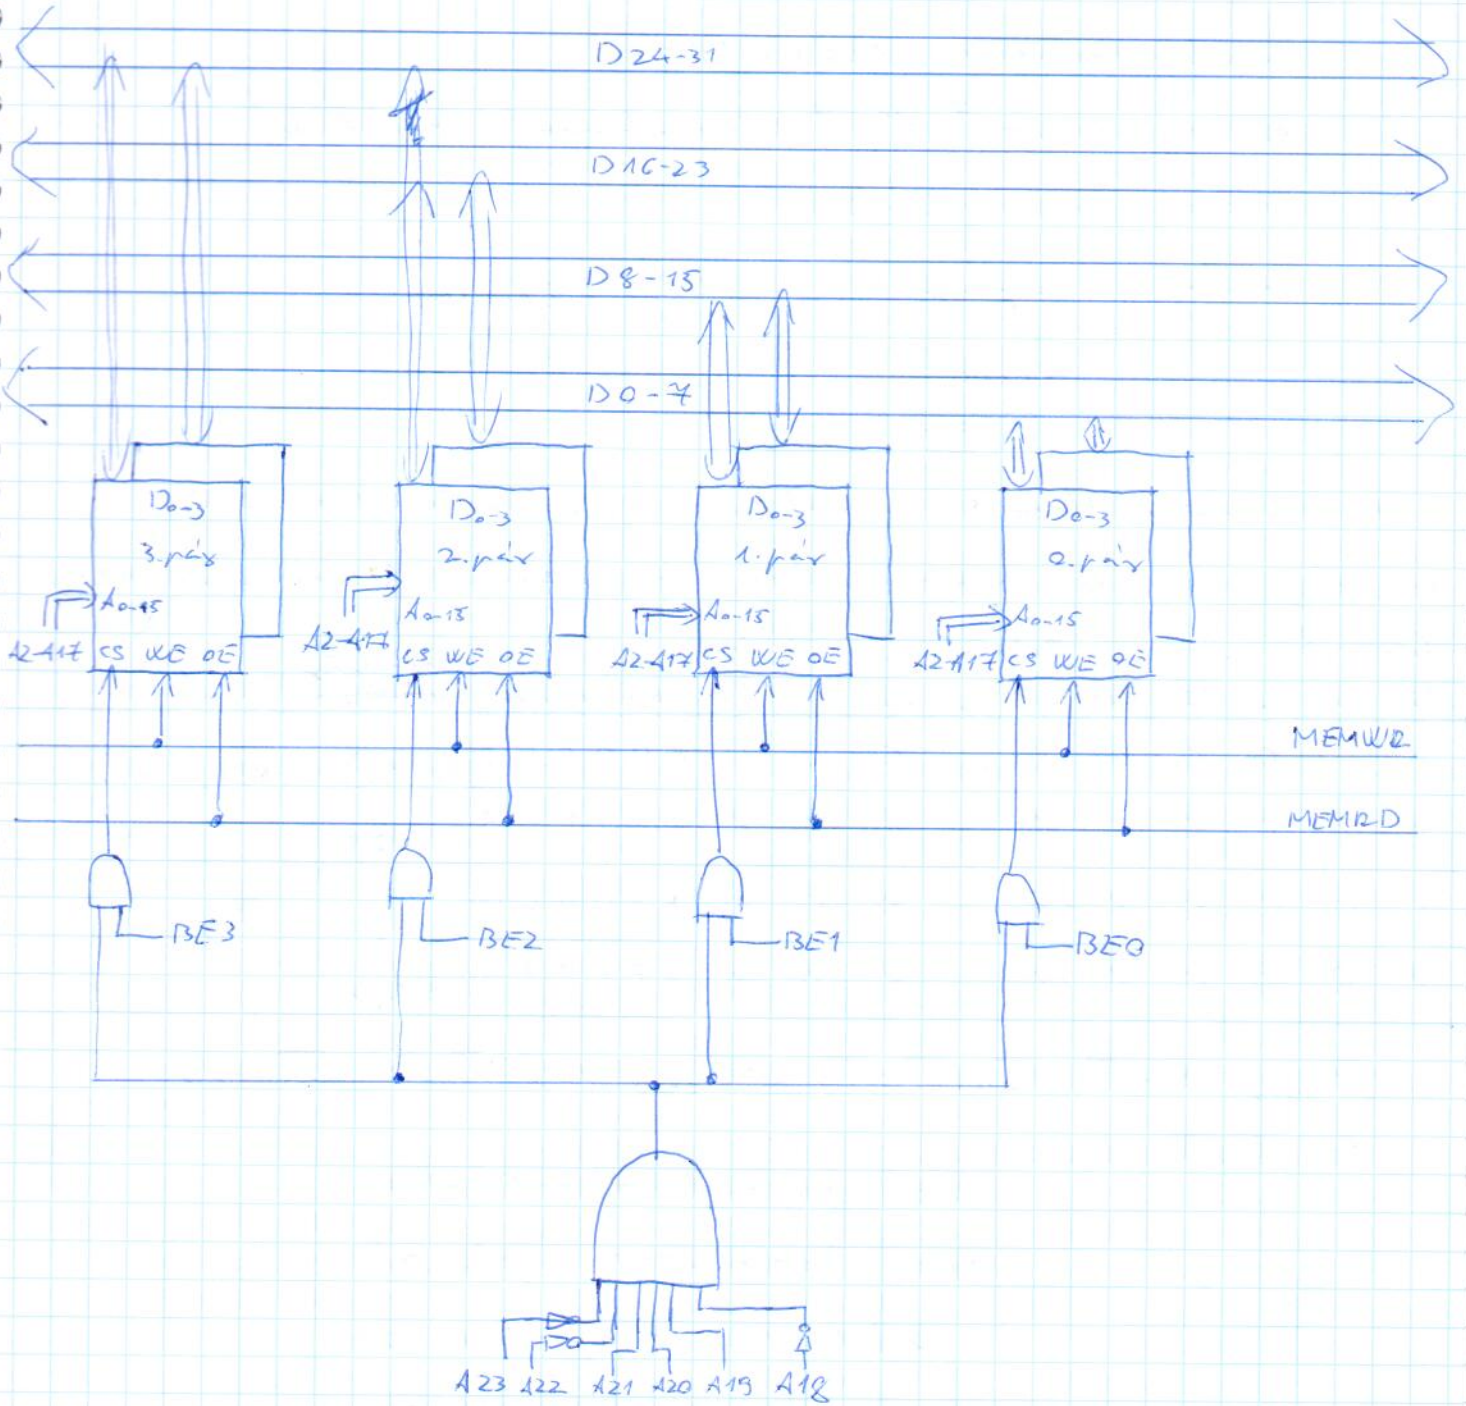 D24-31
D16-23
D8-15
D0-7
D0-3 D0-3 D0-3 D0-3
3. pár 2. pár 1. pár 0. pár
A0-15 A0-15 A0-15 A0-15
A2-A17 CS WE OE A2-A17 CS WE OE A2-A17 CS WE OE A2-A17 CS WE OE
MEMWR
MEMRD
BE3 BE2 BE1 BE0
A23 A22 A21 A20 A19 A18